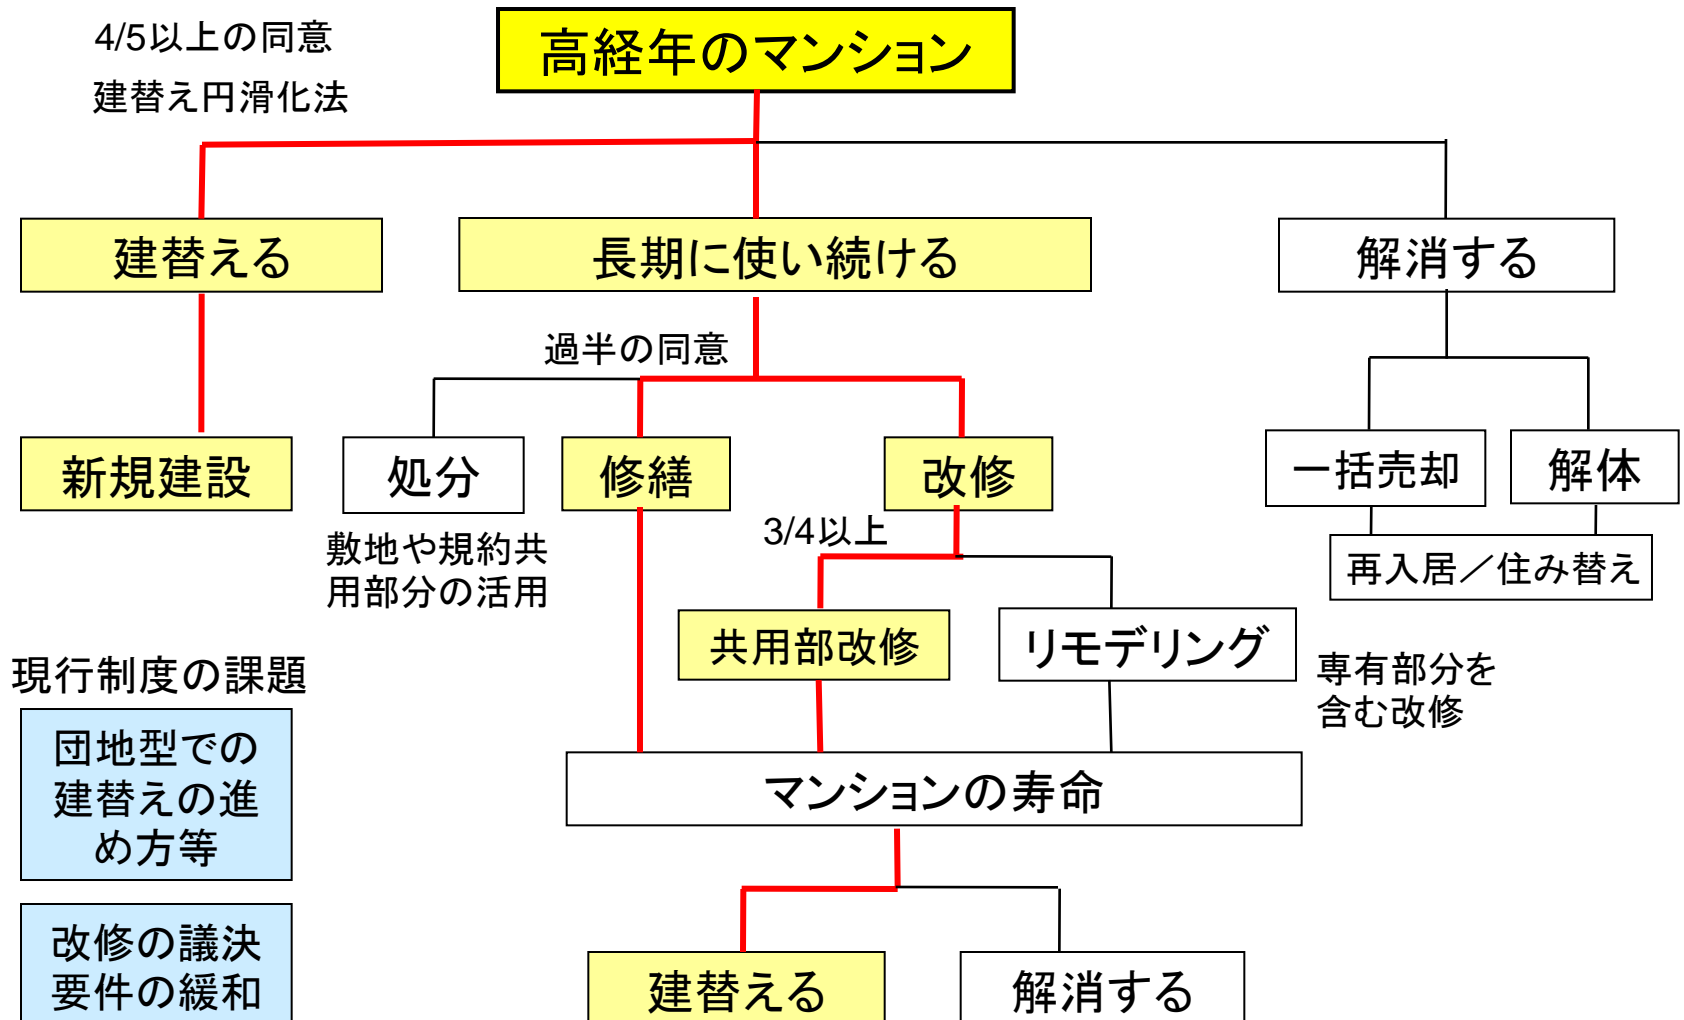 4/5以上の同意
建替え円滑化法
高経年のマンション
建替える
長期に使い続ける
解消する
過半の同意
新規建設
処分
修繕
改修
一括売却
解体
敷地や規約共
用部分の活用
3/4以上
再入居／住み替え
共用部改修
リモデリング
専有部分を
含む改修
現行制度の課題
団地型での
建替えの進
め方等
マンションの寿命
改修の議決
要件の緩和
建替える
解消する